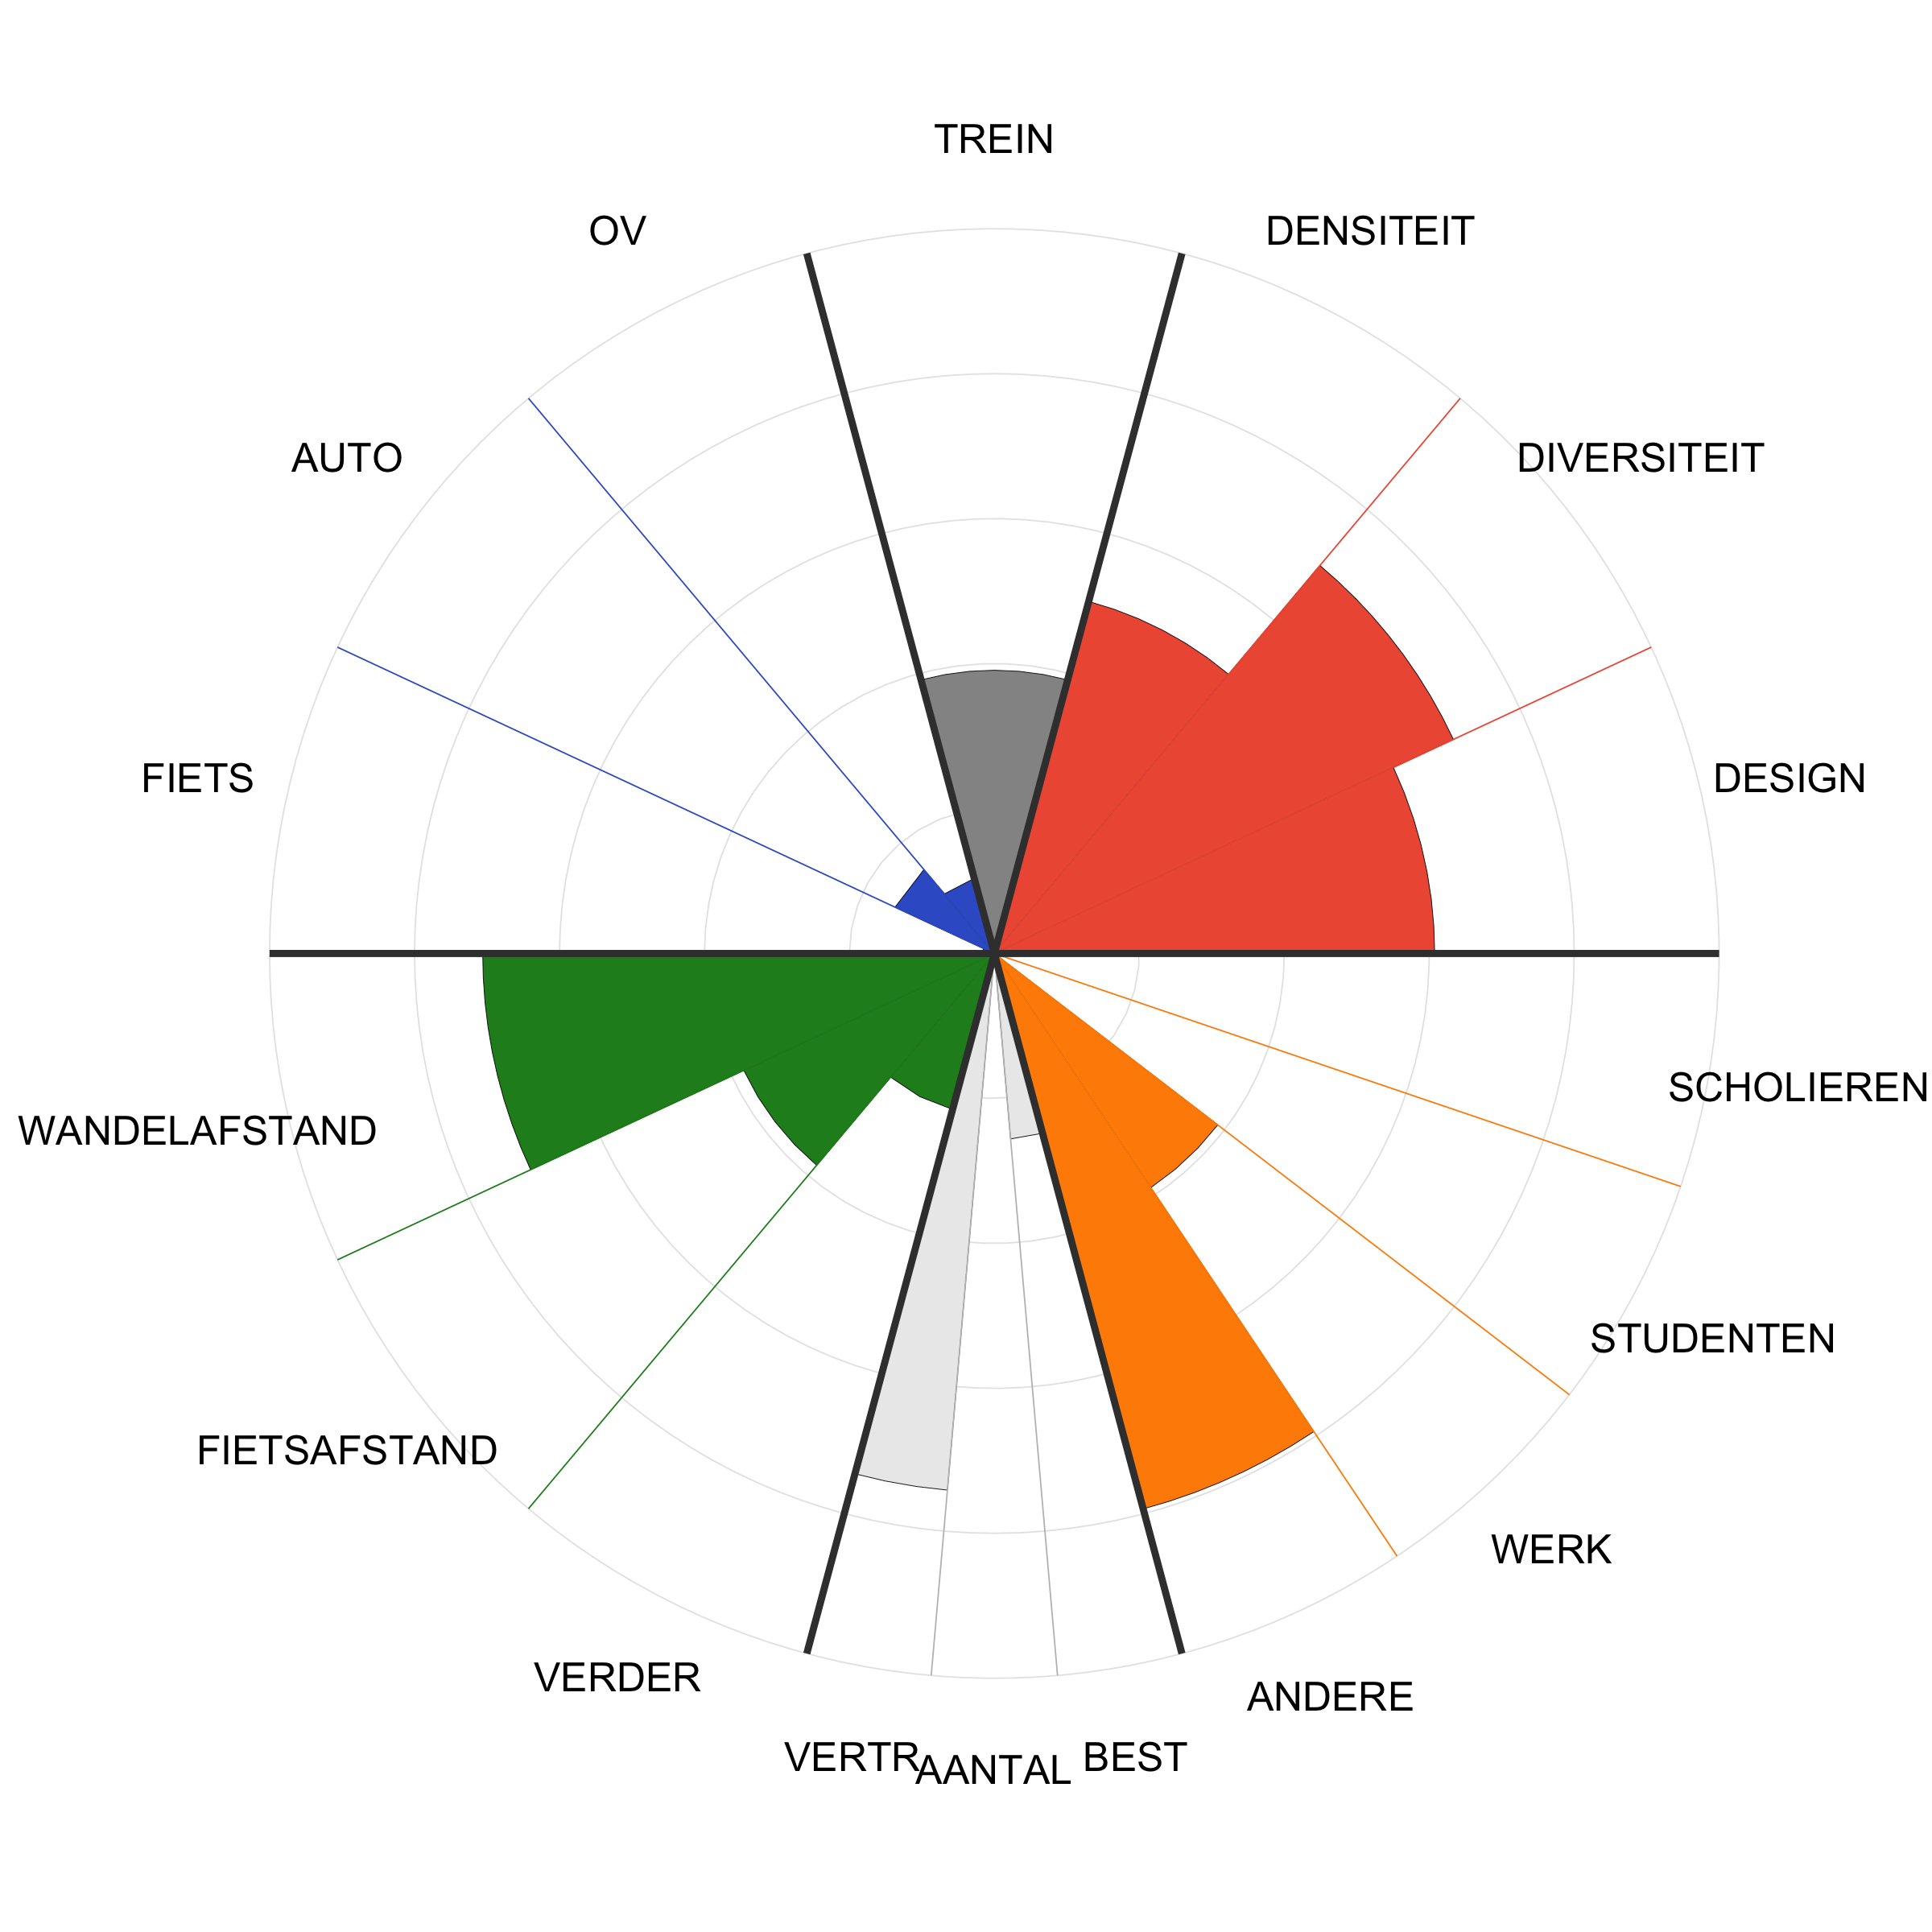 TREIN
OV
DENSITEIT
AUTO
DIVERSITEIT
FIETS
DESIGN
SCHOLIEREN
WANDELAFSTAND
STUDENTEN
FIETSAFSTAND
WERK
VERDER
ANDERE
VERTR
AANTAL
BEST